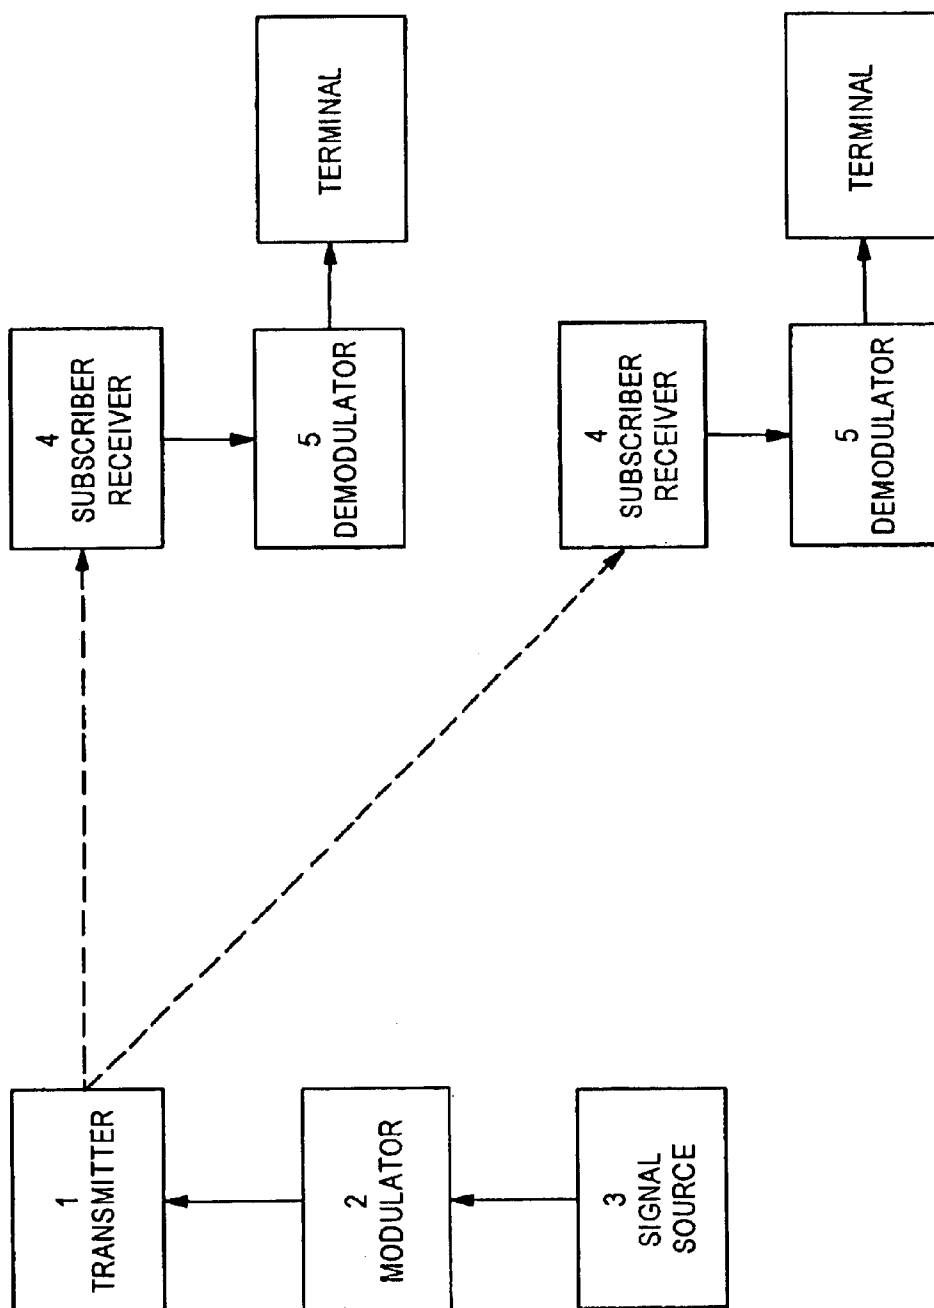 1
TRANSMITTER
2
MODULATOR
3
SIGNAL
SOURCE
4
SUBSCRIBER
RECEIVER
5
DEMODULATOR
TERMINAL
4
SUBSCRIBER
RECEIVER
5
DEMODULATOR
TERMINAL